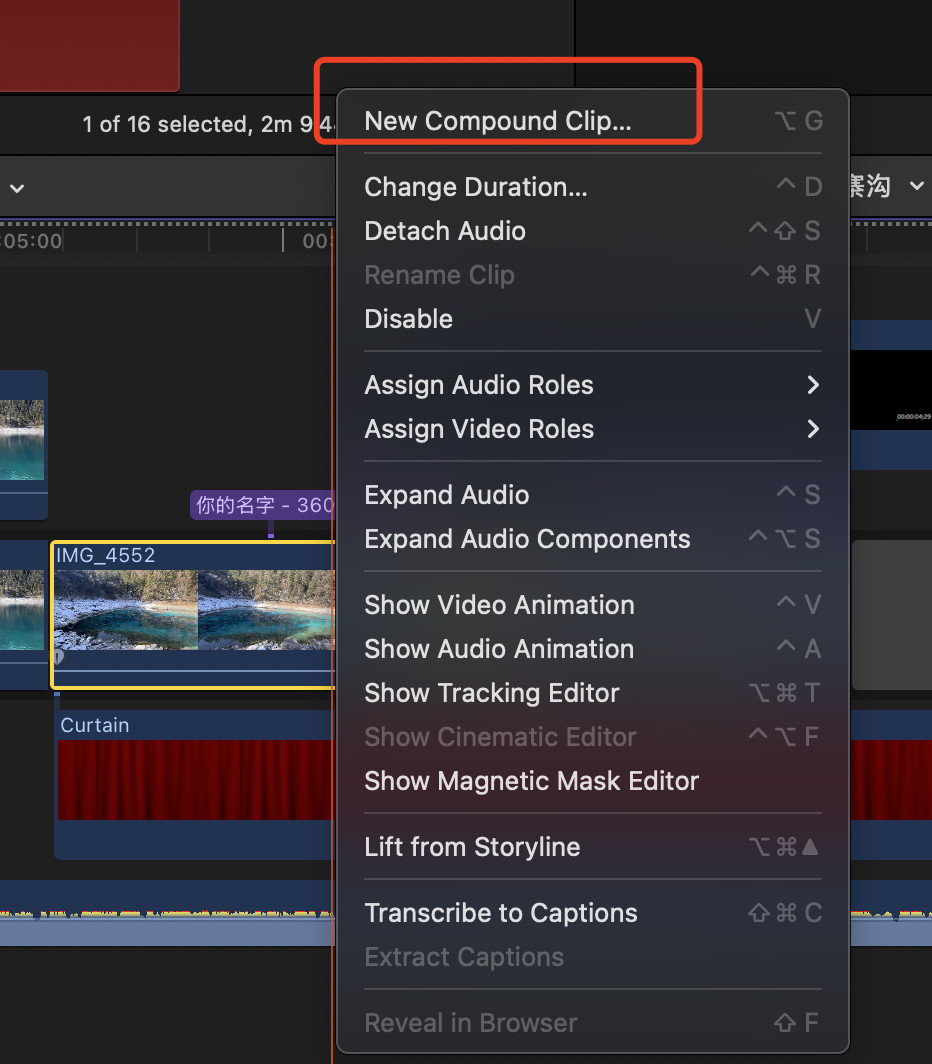 1 of 16 selected, 2m 9
New Compound Clip... ⌥ G
Change Duration... ^ D
寨沟
Detach Audio ^ ⇧ S
:05:00
00:
Rename Clip ^ ⌘ R
Disable V
Assign Audio Roles
Assign Video Roles
00:00:04;29
Expand Audio ^ S
你的名字 - 360
Expand Audio Components ^ ⌥ S
IMG_4552
Show Video Animation ^ V
Show Audio Animation ^ A
Show Tracking Editor ⌥ ⌘ T
Curtain
Show Cinematic Editor ^ ⌥ F
Show Magnetic Mask Editor
Lift from Storyline ⌥ ⌘ ▲
Transcribe to Captions ⇧ ⌘ C
Extract Captions
Reveal in Browser ⇧ F